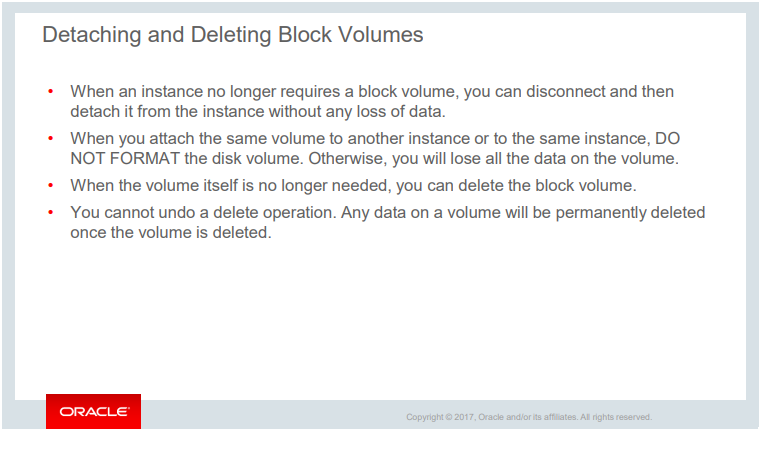 Detaching and Deleting Block Volumes
• When an instance no longer requires a block volume, you can disconnect and then
detach it from the instance without any loss of data.
• When you attach the same volume to another instance or to the same instance, DO
NOT FORMAT the disk volume. Otherwise, you will lose all the data on the volume.
• When the volume itself is no longer needed, you can delete the block volume.
• You cannot undo a delete operation. Any data on a volume will be permanently deleted
once the volume is deleted.
ORACLE®
Copyright © 2017, Oracle and/or its affiliates. All rights reserved.